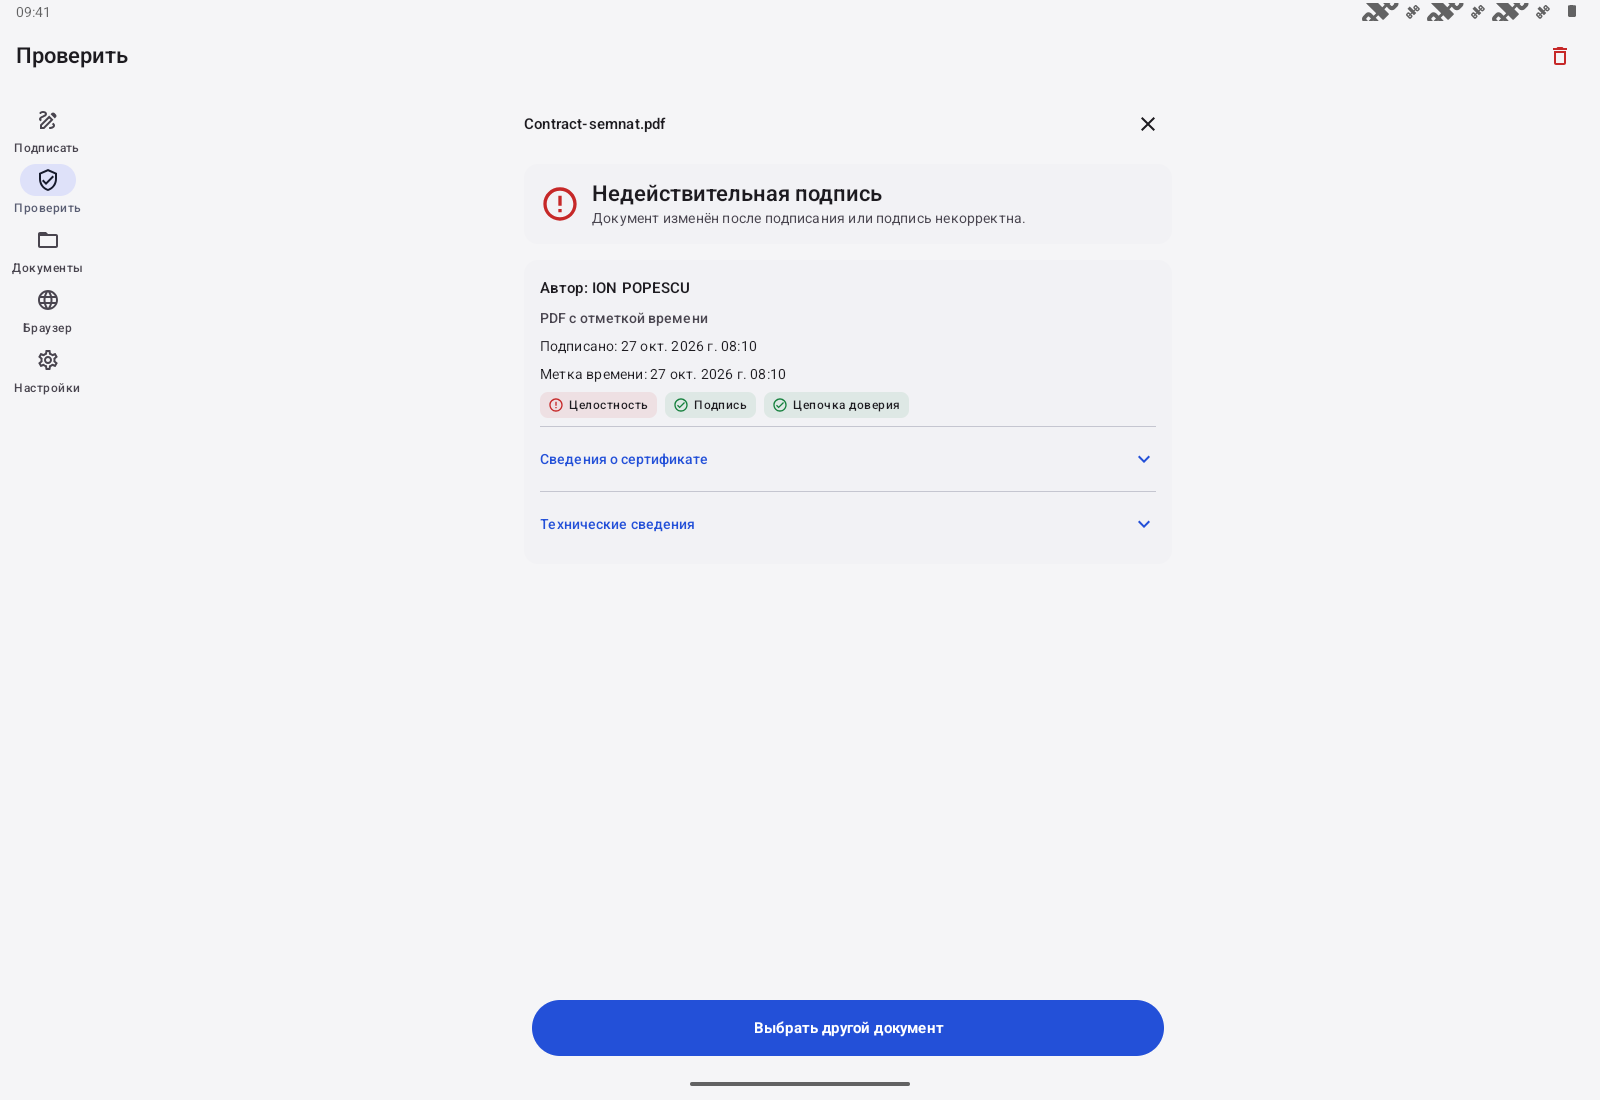 09:41
Проверить
Подписать
Проверить
Документы
Браузер
Настройки
Contract-semnat.pdf
Недействительная подпись
Документ изменён после подписания или подпись некорректна.
Автор: ION POPESCU
PDF с отметкой времени
Подписано: 27 окт. 2026 г. 08:10
Метка времени: 27 окт. 2026 г. 08:10
Целостность Подпись Цепочка доверия
Сведения о сертификате
Технические сведения
Выбрать другой документ